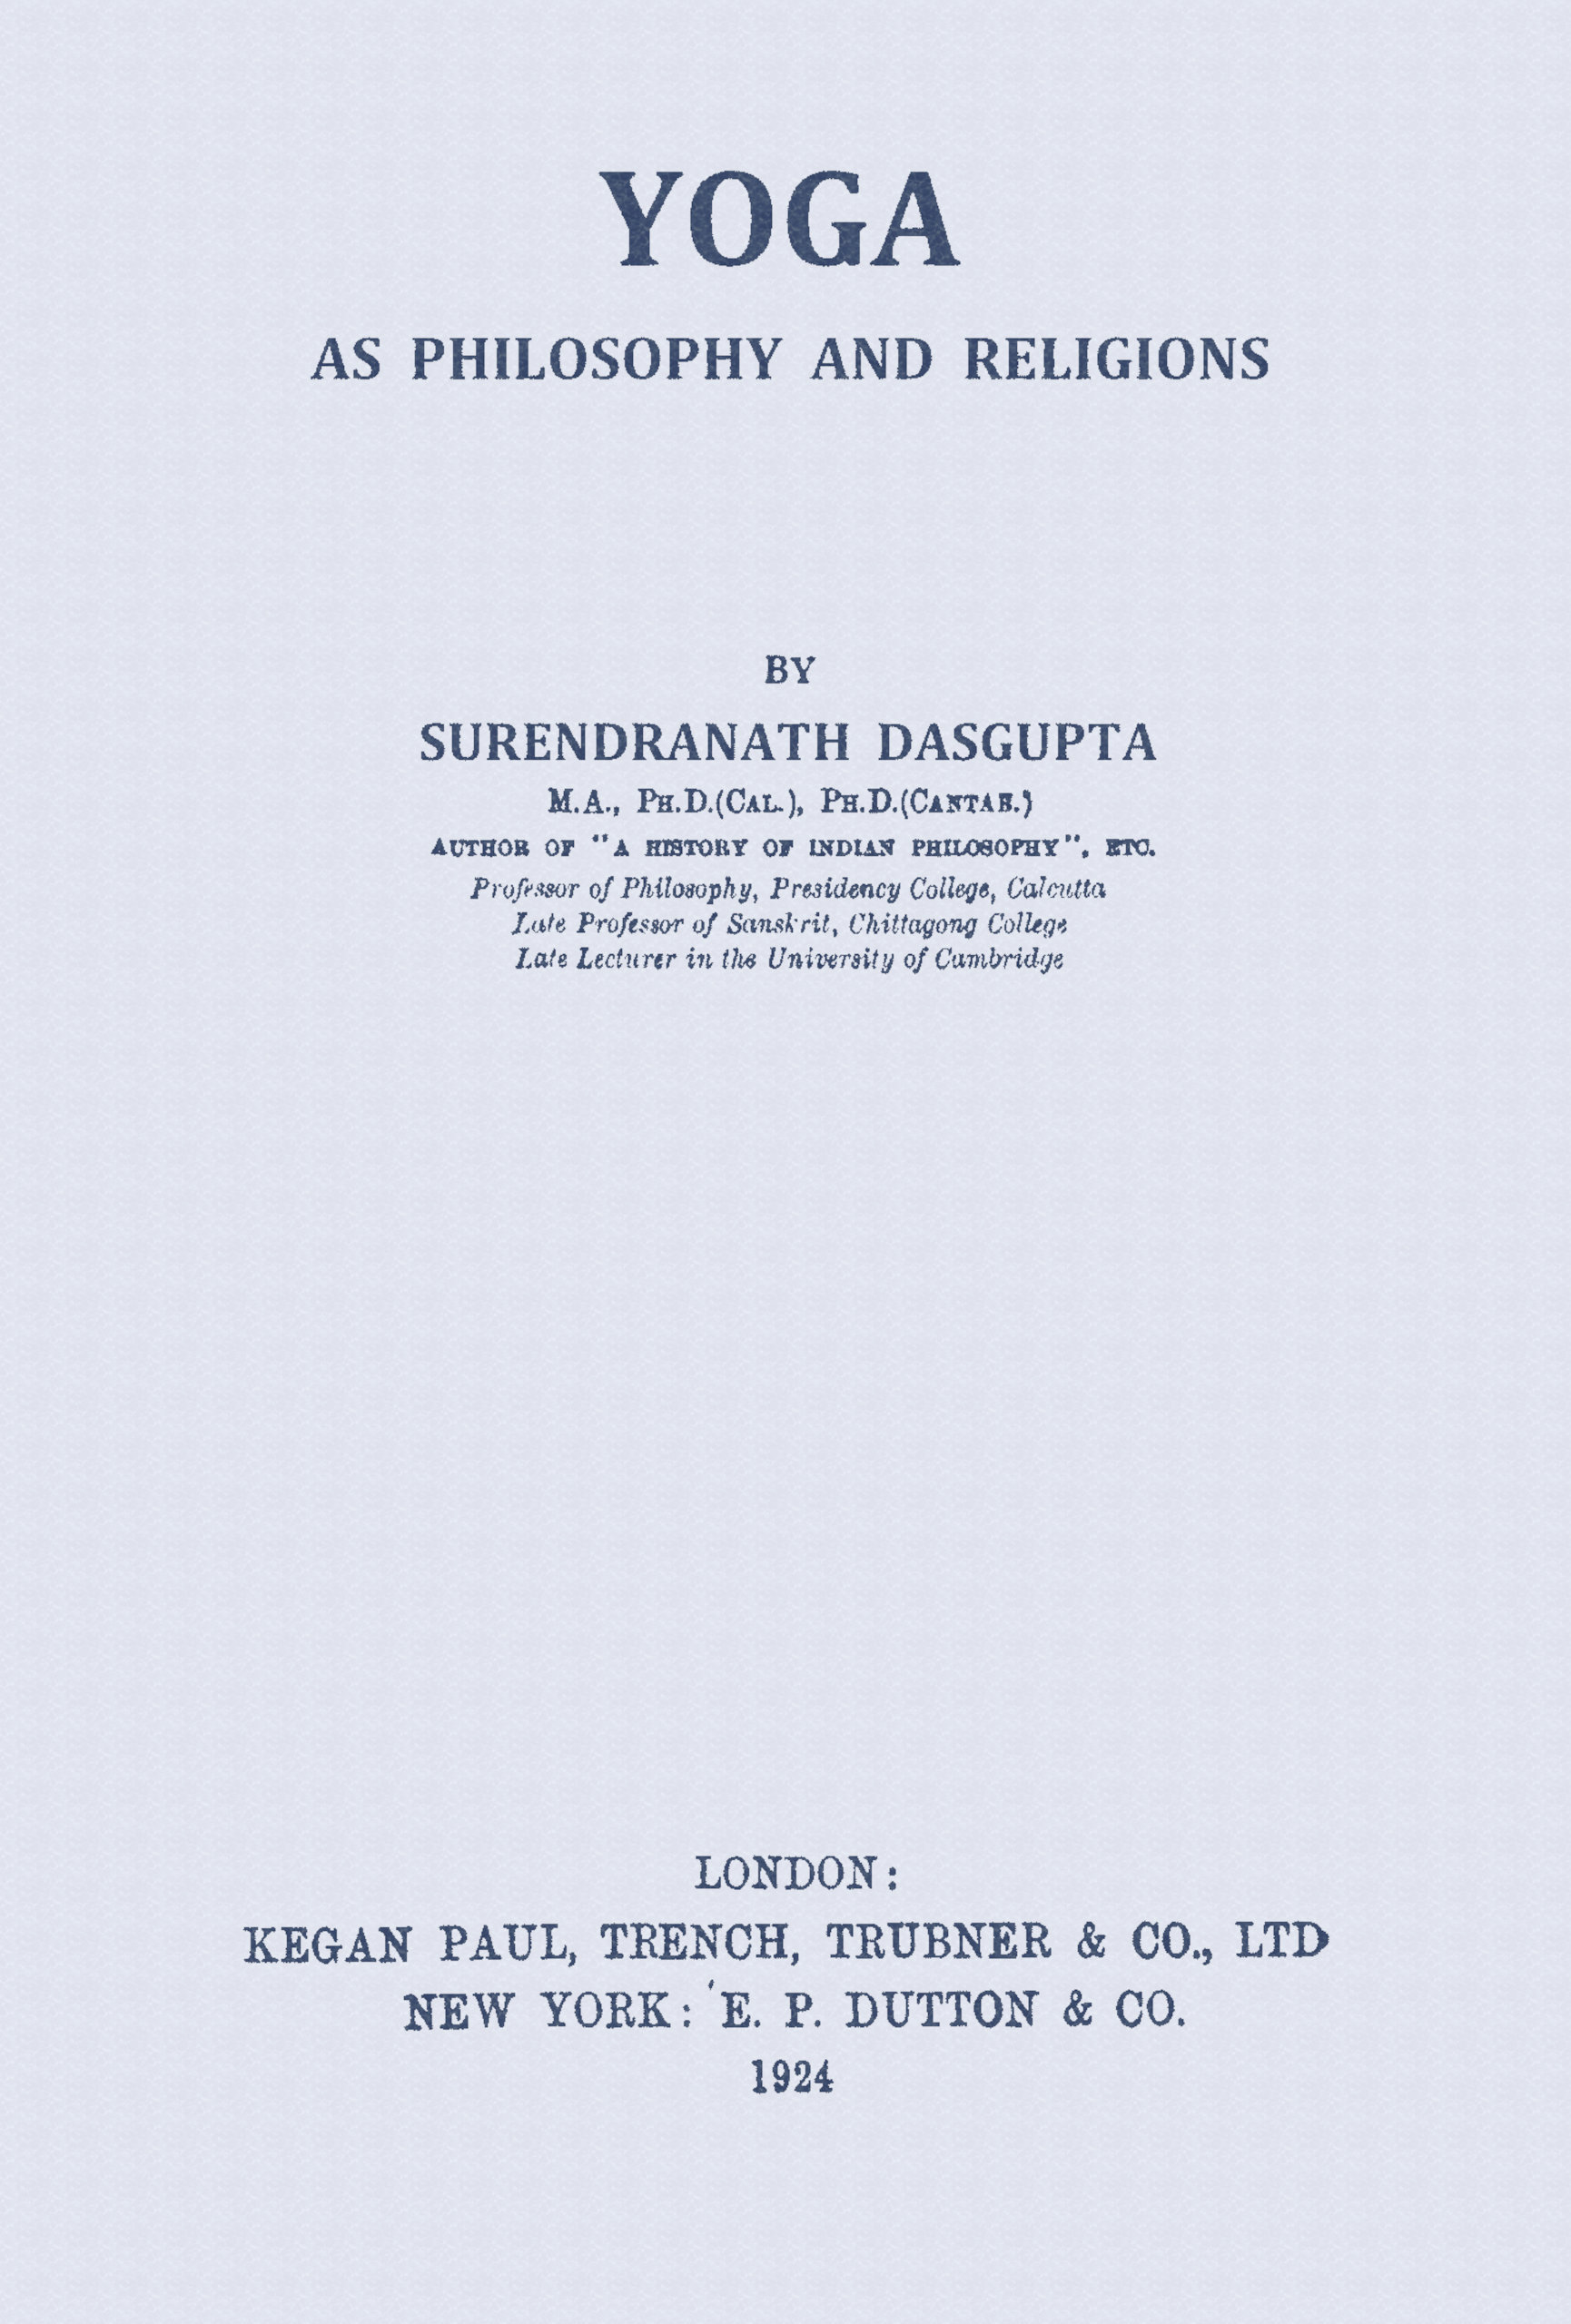 YOGA
AS PHILOSOPHY AND RELIGIONS
BY
SURENDRANATH DASGUPTA
M.A., Ph.D.(Cal.), Ph.D.(Cantab.)
AUTHOR OF "A HISTORY OF INDIAN PHILOSOPHY", ETC.
Professor of Philosophy, Presidency College, Calcutta
Late Professor of Sanskrit, Chittagong College
Late Lecturer in the University of Cambridge
LONDON:
KEGAN PAUL, TRENCH, TRUBNER & CO., LTD
NEW YORK: E. P. DUTTON & CO.
1924